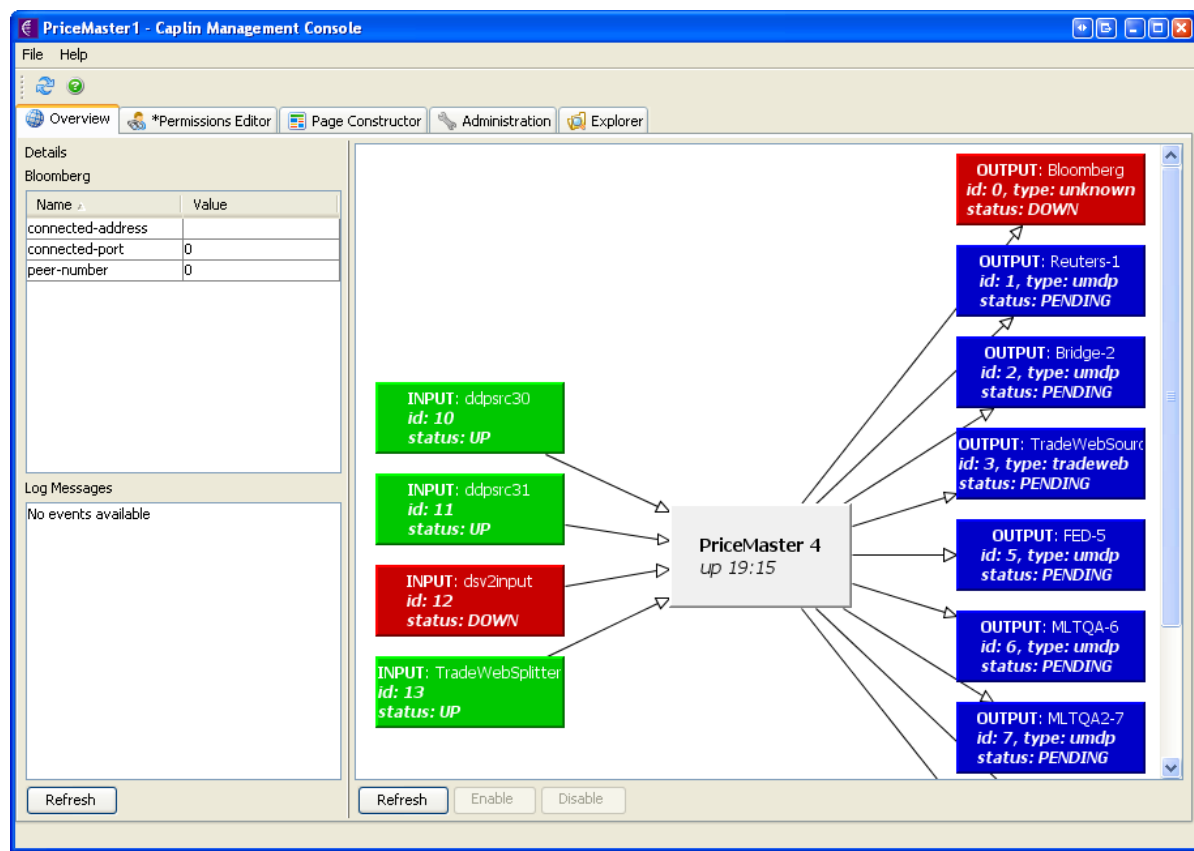 PriceMaster1 - Caplin Management Console
File Help
Overview *Permissions Editor Page Constructor Administration Explorer
Details
Bloomberg
Name Value
connected-address
connected-port 0
peer-number 0
Log Messages
No events available
Refresh
INPUT: ddpsrc30
id: 10
status: UP
INPUT: ddpsrc31
id: 11
status: UP
INPUT: dsv2input
id: 12
status: DOWN
INPUT: TradeWebSplitter
id: 13
status: UP
PriceMaster 4
up 19:15
OUTPUT: Bloomberg
id: 0, type: unknown
status: DOWN
OUTPUT: Reuters-1
id: 1, type: umdp
status: PENDING
OUTPUT: Bridge-2
id: 2, type: umdp
status: PENDING
OUTPUT: TradeWebSourc
id: 3, type: tradeweb
status: PENDING
OUTPUT: FED-5
id: 5, type: umdp
status: PENDING
OUTPUT: MLTQA-6
id: 6, type: umdp
status: PENDING
OUTPUT: MLTQA2-7
id: 7, type: umdp
status: PENDING
Refresh Enable Disable